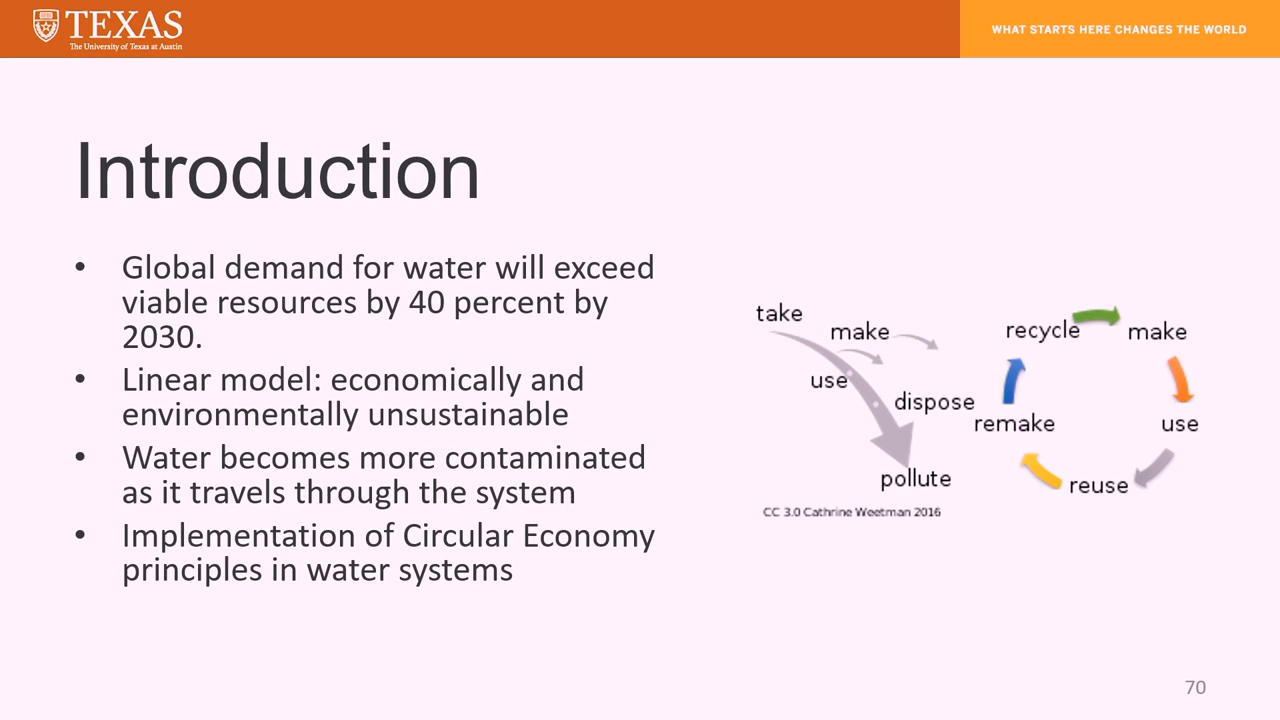 TEXAS
The University of Texas at Austin
WHAT STARTS HERE CHANGES THE WORLD
Introduction
• Global demand for water will exceed
viable resources by 40 percent by
2030.
• Linear model: economically and
environmentally unsustainable
• Water becomes more contaminated
as it travels through the system
• Implementation of Circular Economy
principles in water systems
take
make
use
dispose
pollute
CC 3.0 Cathrine Weetman 2016
recycle
make
use
reuse
remake
70